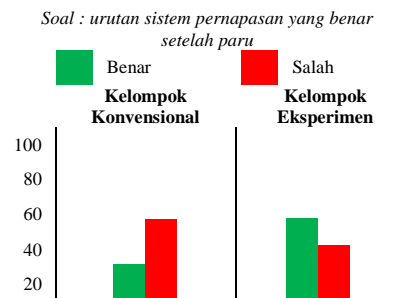 Soal : urutan sistem pernapasan yang benar
setelah paru
Benar
Salah
Kelompok
Konvensional
Kelompok
Eksperimen
100
80
60
40
20